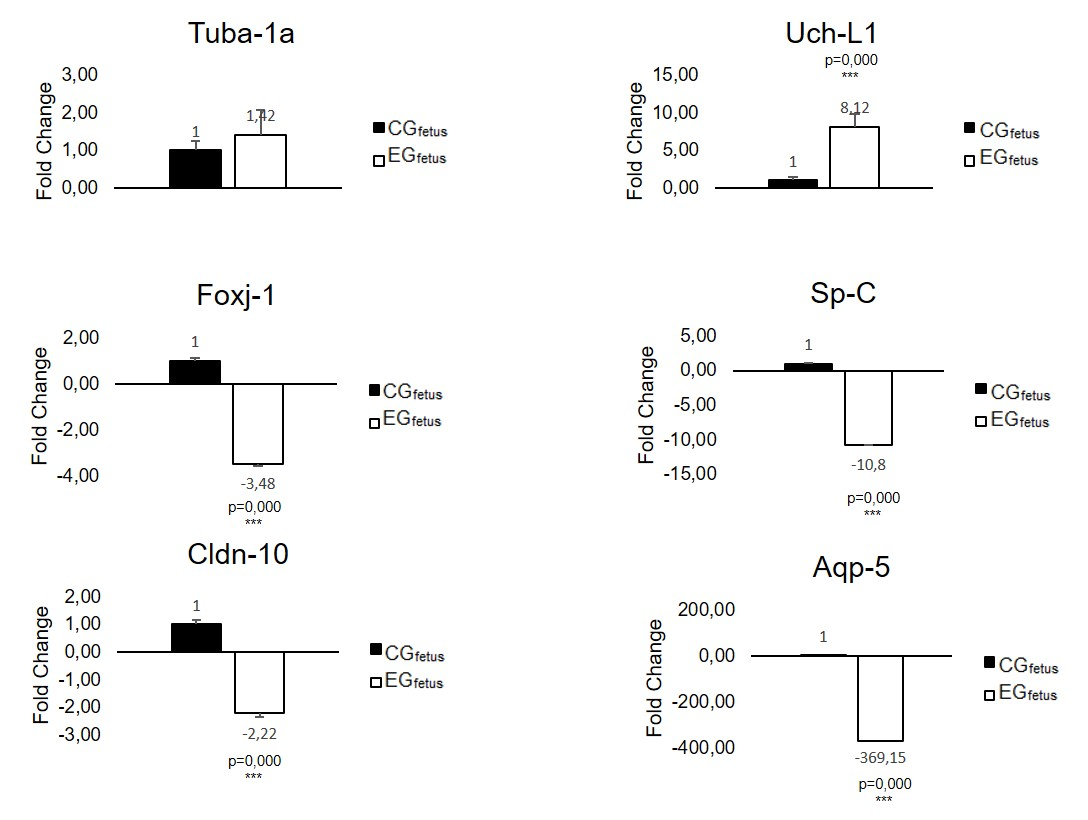 Tuba-1a
Fold Change
3,00
2,00
1,00
0,00
1
1,42
CGfetus
EGfetus
Uch-L1
p=0,000
***
Fold Change
15,00
10,00
5,00
0,00
1
8,12
CGfetus
EGfetus
Foxj-1
Fold Change
2,00
0,00
-2,00
-4,00
1
-3,48
p=0,000
***
CGfetus
EGfetus
Sp-C
Fold Change
5,00
0,00
-5,00
-10,00
-15,00
1
-10,8
p=0,000
***
CGfetus
EGfetus
Cldn-10
Fold Change
2,00
1,00
0,00
-1,00
-2,00
-3,00
1
-2,22
p=0,000
***
CGfetus
EGfetus
Aqp-5
Fold Change
200,00
0,00
-200,00
-400,00
1
-369,15
p=0,000
***
CGfetus
EGfetus